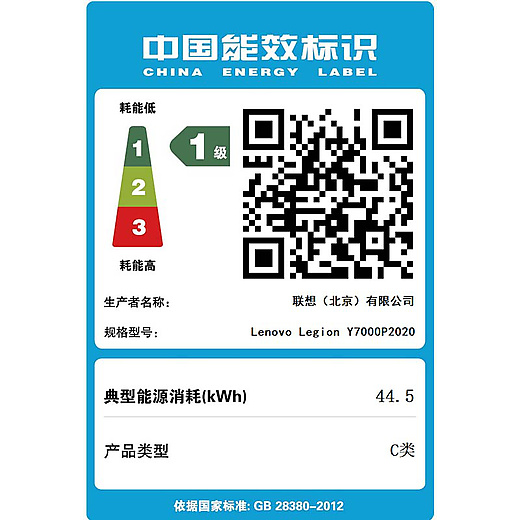 中国能效标识
CHINA ENERGY LABEL
耗能低
1
2
3
耗能高
1级
生产者名称: 联想（北京）有限公司
规格型号: Lenovo Legion Y7000P2020
典型能源消耗(kWh) 44.5
产品类型 C类
依据国家标准: GB 28380-2012